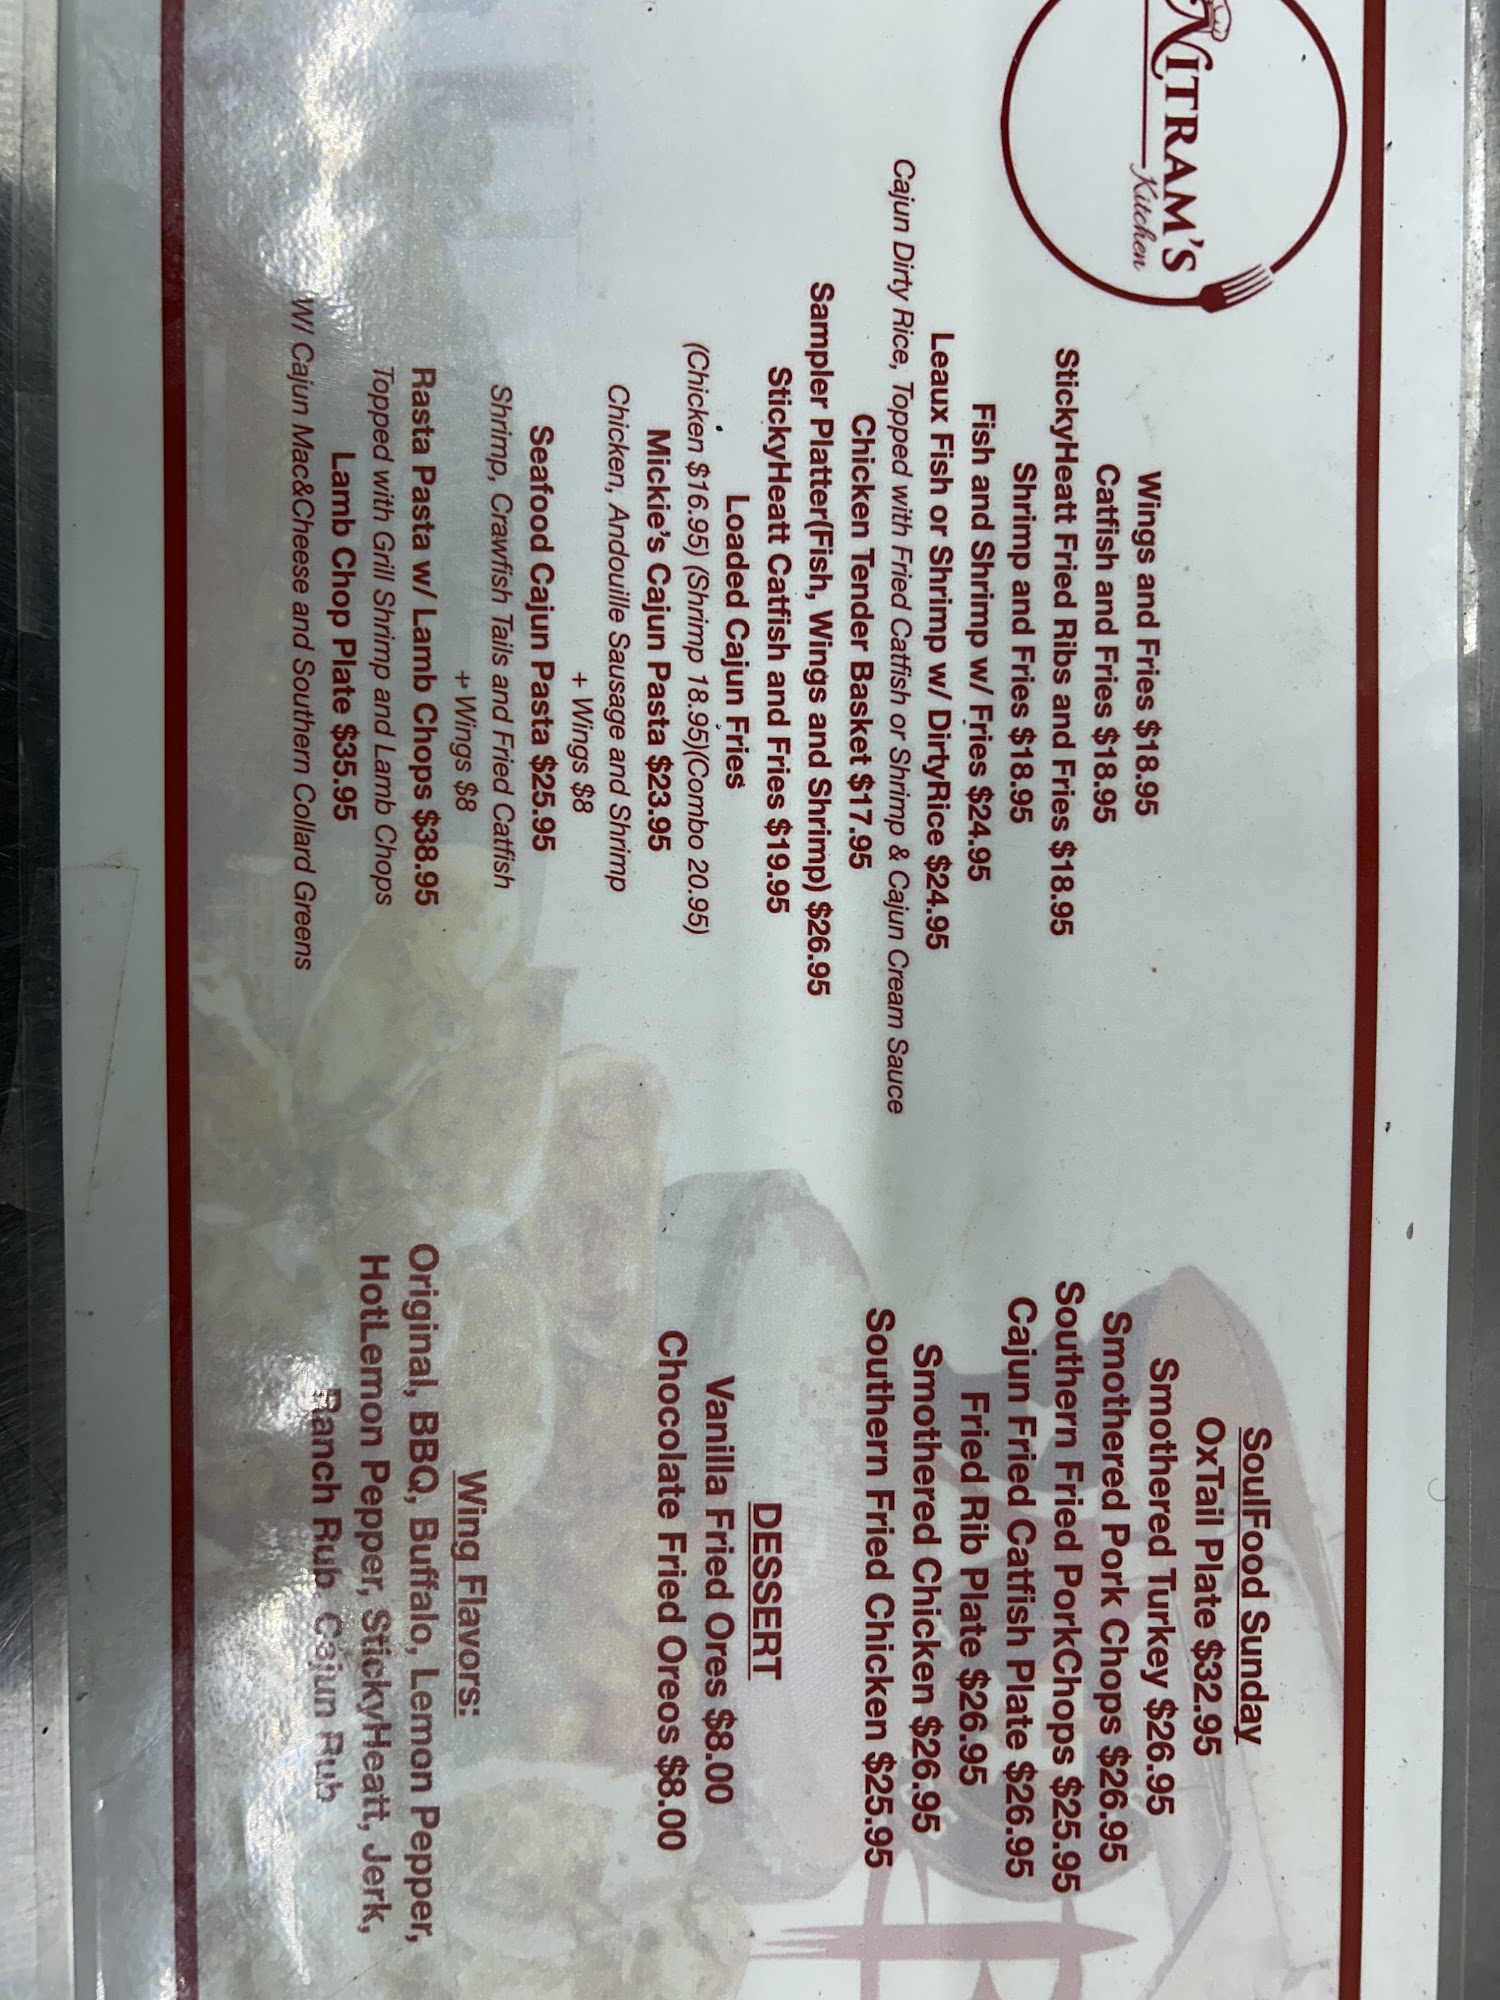 NITRAM'S
Kitchen
Wings and Fries $18.95
Catfish and Fries $18.95
StickyHeatt Fried Ribs and Fries $18.95
Shrimp and Fries $18.95
Fish and Shrimp w/ Fries $24.95
Leaux Fish or Shrimp w/ DirtyRice $24.95
Cajun Dirty Rice, Topped with Fried Catfish or Shrimp & Cajun Cream Sauce
Chicken Tender Basket $17.95
Sampler Platter(Fish, Wings and Shrimp) $26.95
StickyHeatt Catfish and Fries $19.95
Loaded Cajun Fries
(Chicken $16.95) (Shrimp 18.95)(Combo 20.95)
Mickie's Cajun Pasta $23.95
Chicken, Andouille Sausage and Shrimp
+ Wings $8
Seafood Cajun Pasta $25.95
Shrimp, Crawfish Tails and Fried Catfish
+ Wings $8
Rasta Pasta w/ Lamb Chops $38.95
Topped with Grill Shrimp and Lamb Chops
Lamb Chop Plate $35.95
W/ Cajun Mac&Cheese and Southern Collard Greens
SoulFood Sunday
OxTail Plate $32.95
Smothered Turkey $26.95
Smothered Pork Chops $26.95
Southern Fried PorkChops $25.95
Cajun Fried Catfish Plate $26.95
Fried Rib Plate $26.95
Smothered Chicken $26.95
Southern Fried Chicken $25.95
DESSERT
Vanilla Fried Ores $8.00
Chocolate Fried Oreos $8.00
Wing Flavors:
Original, BBQ, Buffalo, Lemon Pepper,
HotLemon Pepper, StickyHeatt, Jerk,
Ranch Rub, Cajun Rub